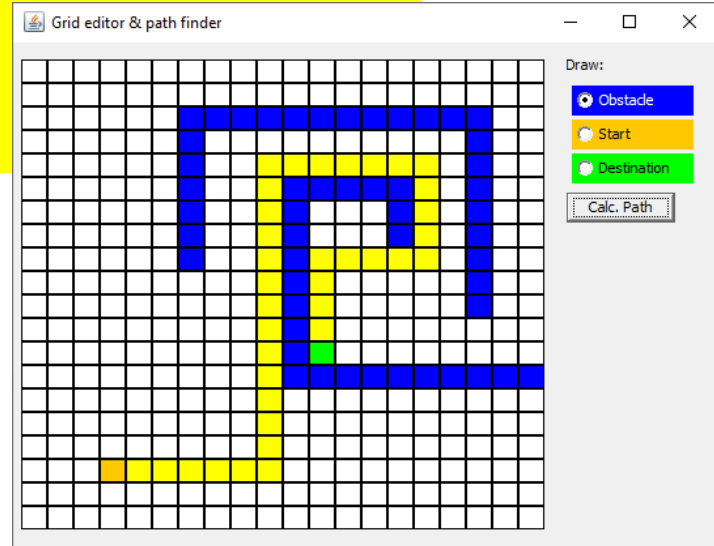 Grid editor & path finder
Draw:
Obstacle
Start
Destination
Calc. Path